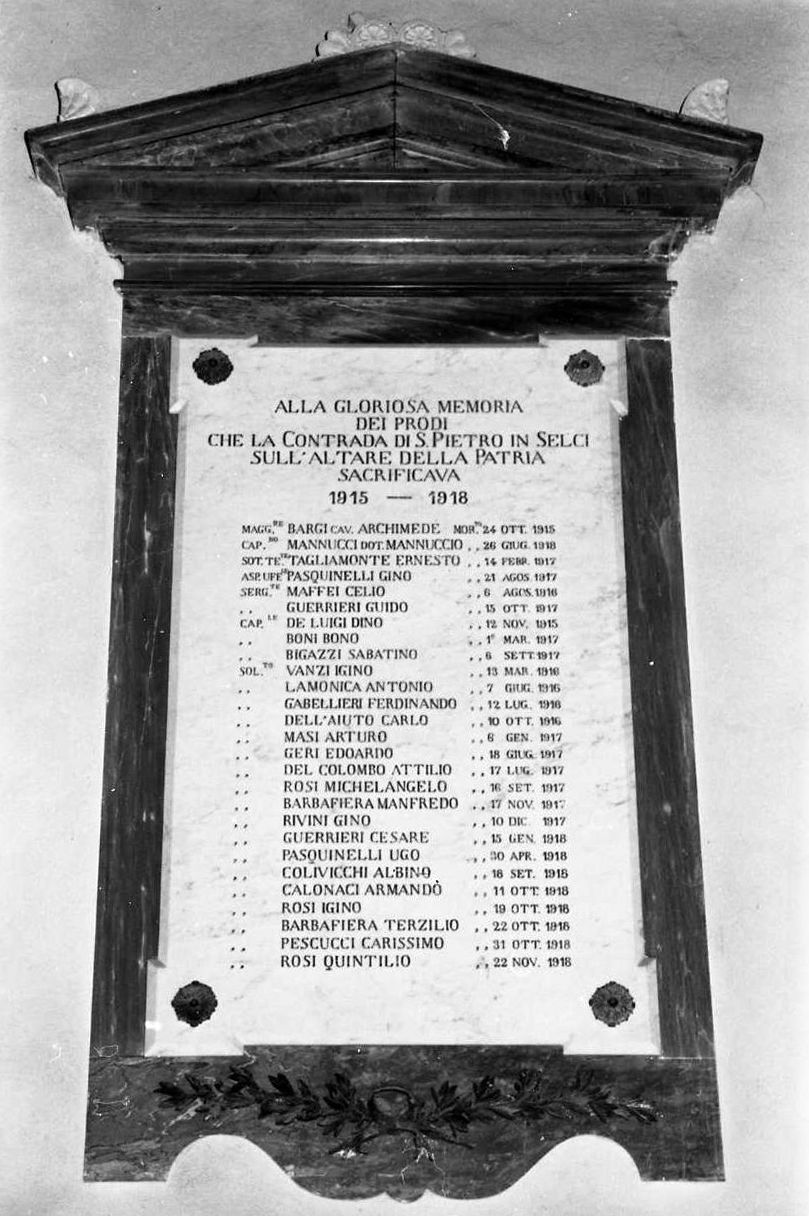 ALLA GLORIOSA MEMORIA
DEI PRODI
CHE LA CONTRADA DI S. PIETRO IN SELCI
SULL'ALTARE DELLA PATRIA
SACRIFICAVA
1915 — 1918
MAGG.RE BARGI CAV. ARCHIMEDE MOR.TO 24 OTT. 1915
CAP.NO MANNUCCI DOT. MANNUCCIO ,, 26 GIUG. 1918
SOT. TE.TE TAGLIAMONTE ERNESTO ,, 14 FEBR. 1917
ASP. UFF.LE PASQUINELLI GINO ,, 21 AGOS. 1917
SERG.TE MAFFEI CELIO ,, 6 AGOS. 1916
,, GUERRIERI GUIDO ,, 15 OTT. 1917
CAP.LE DE LUIGI DINO ,, 12 NOV. 1915
,, BONI BONO ,, 1° MAR. 1917
,, BIGAZZI SABATINO ,, 6 SETT. 1917
SOL.TO VANZI IGINO ,, 13 MAR. 1916
,, LAMONICA ANTONIO ,, 7 GIUG. 1916
,, GABELLIERI FERDINANDO ,, 12 LUG. 1916
,, DELL'AIUTO CARLO ,, 10 OTT. 1916
,, MASI ARTURO ,, 6 GEN. 1917
,, GERI EDOARDO ,, 18 GIUG. 1917
,, DEL COLOMBO ATTILIO ,, 17 LUG. 1917
,, ROSI MICHELANGELO ,, 16 SET. 1917
,, BARBAFIERA MANFREDO ,, 17 NOV. 1917
,, RIVINI GINO ,, 10 DIC. 1917
,, GUERRIERI CESARE ,, 15 GEN. 1918
,, PASQUINELLI UGO ,, 30 APR. 1918
,, COLIVICCHI ALBINO ,, 18 SET. 1918
,, CALONACI ARMANDO ,, 11 OTT. 1918
,, ROSI IGINO ,, 19 OTT. 1918
,, BARBAFIERA TERZILIO ,, 22 OTT. 1918
,, PESCUCCI CARISSIMO ,, 31 OTT. 1918
,, ROSI QUINTILIO ,, 22 NOV. 1918